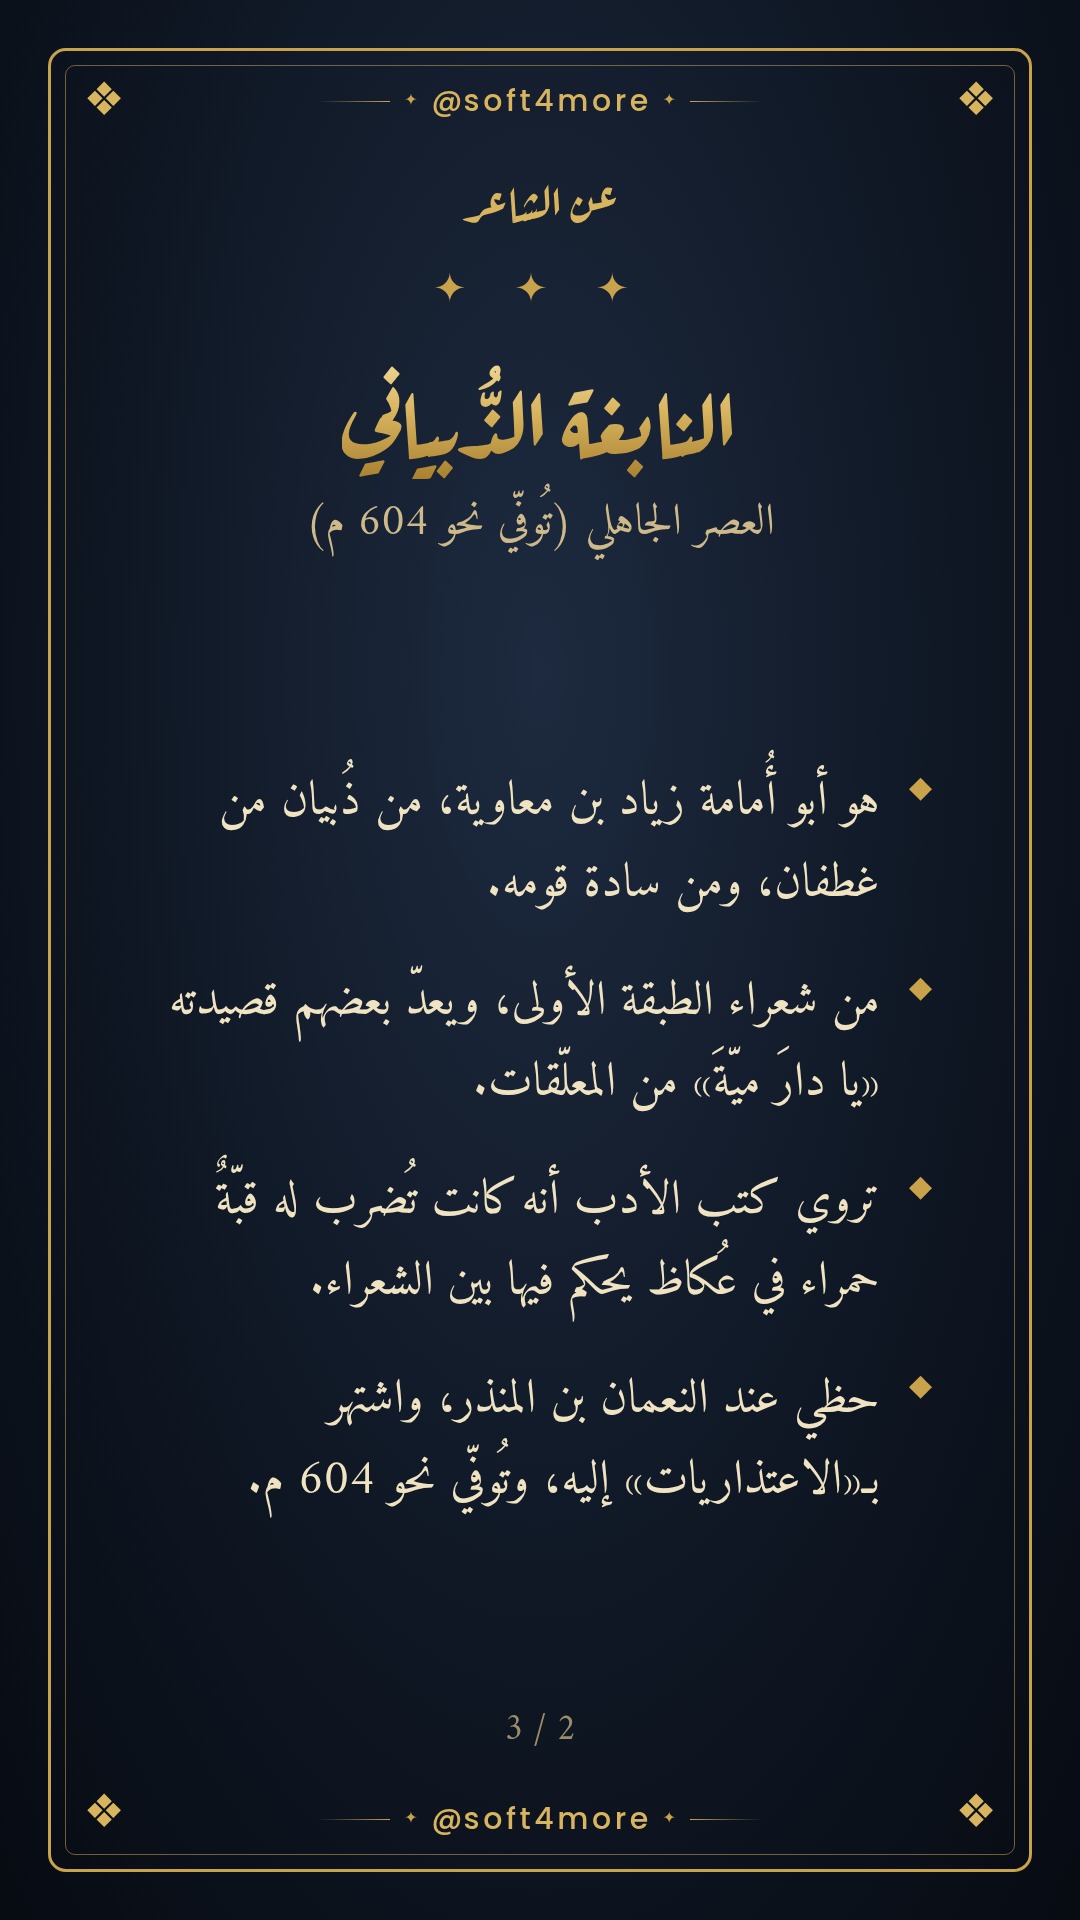 @soft4more
عن الشاعر
النابغة الذُّبياني
العصر الجاهلي (تُوفّي نحو 604 م)
هو أبو أُمامة زياد بن معاوية، من ذُبيان من
غطفان، ومن سادة قومه.
من شعراء الطبقة الأولى، ويعدّ بعضهم قصيدته
«يا دارَ ميّةَ» من المعلّقات.
تروي كتب الأدب أنه كانت تُضرب له قبّةٌ
حمراء في عُكاظ يحكم فيها بين الشعراء.
حظي عند النعمان بن المنذر، واشتهر
بـ«الاعتذاريات» إليه، وتُوفّي نحو 604 م.
2 / 3
@soft4more